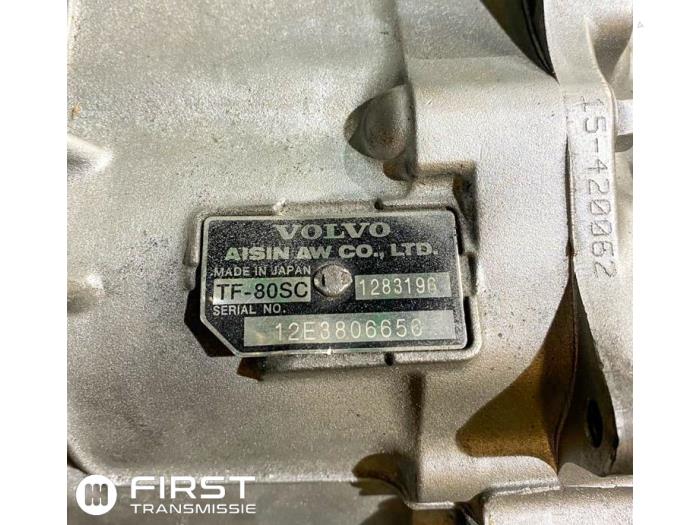 VOLVO
AISIN AW CO., LTD.
MADE IN JAPAN
TF-80SC 1283196
SERIAL NO.
12E3806656
15-420062
FIRST
TRANSMISSIE